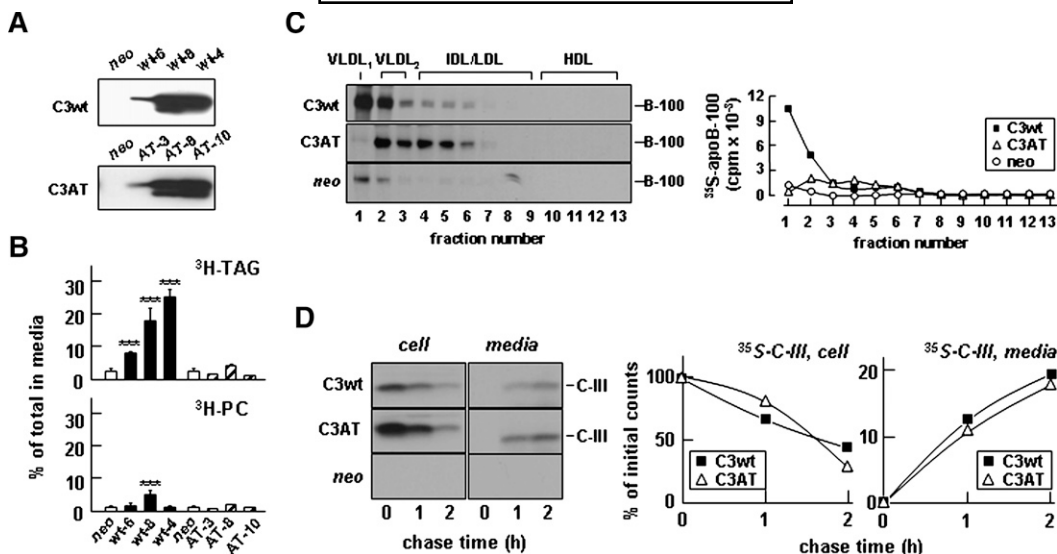 A
neo wt-6 wt-8 wt-4
C3wt
neo AT-3 AT-8 AT-10
C3AT
B
³H-TAG
30
20
10
0
³H-PC
30
20
10
0
% of total in media
neo wt-6 wt-8 wt-4 neo AT-3 AT-8 AT-10
C
VLDL₁ VLDL₂ IDL/LDL HDL
C3wt B-100
C3AT B-100
neo B-100
1 2 3 4 5 6 7 8 9 10 11 12 13
fraction number
³⁵S-apoB-100
(cpm x 10⁻³)
12
9
6
3
0
C3wt
C3AT
neo
1 2 3 4 5 6 7 8 9 10 11 12 13
fraction number
D
cell media
C3wt C-III
C3AT C-III
neo
0 1 2 0 1 2
chase time (h)
³⁵S-C-III, cell
% of initial counts
100
50
0
C3wt
C3AT
0 1 2
³⁵S-C-III, media
20
10
0
C3wt
C3AT
0 1 2
chase time (h)